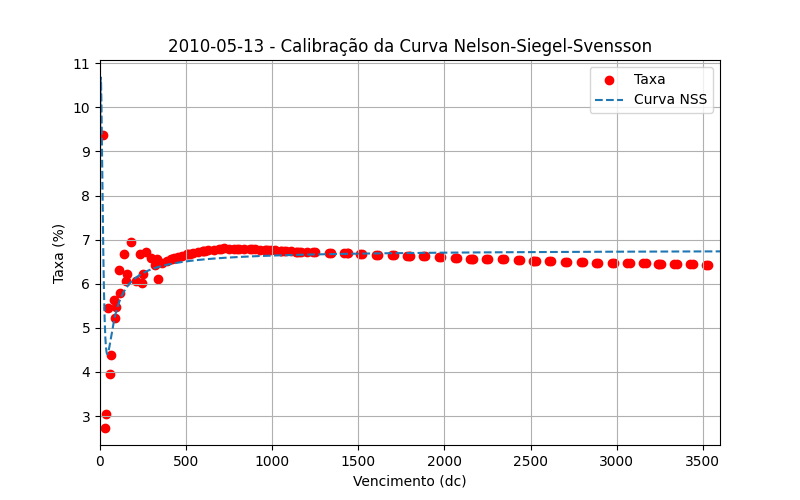 2010-05-13 - Calibração da Curva Nelson-Siegel-Svensson
Taxa
Curva NSS
Taxa (%)
11
10
9
8
7
6
5
4
3
0 500 1000 1500 2000 2500 3000 3500
Vencimento (dc)